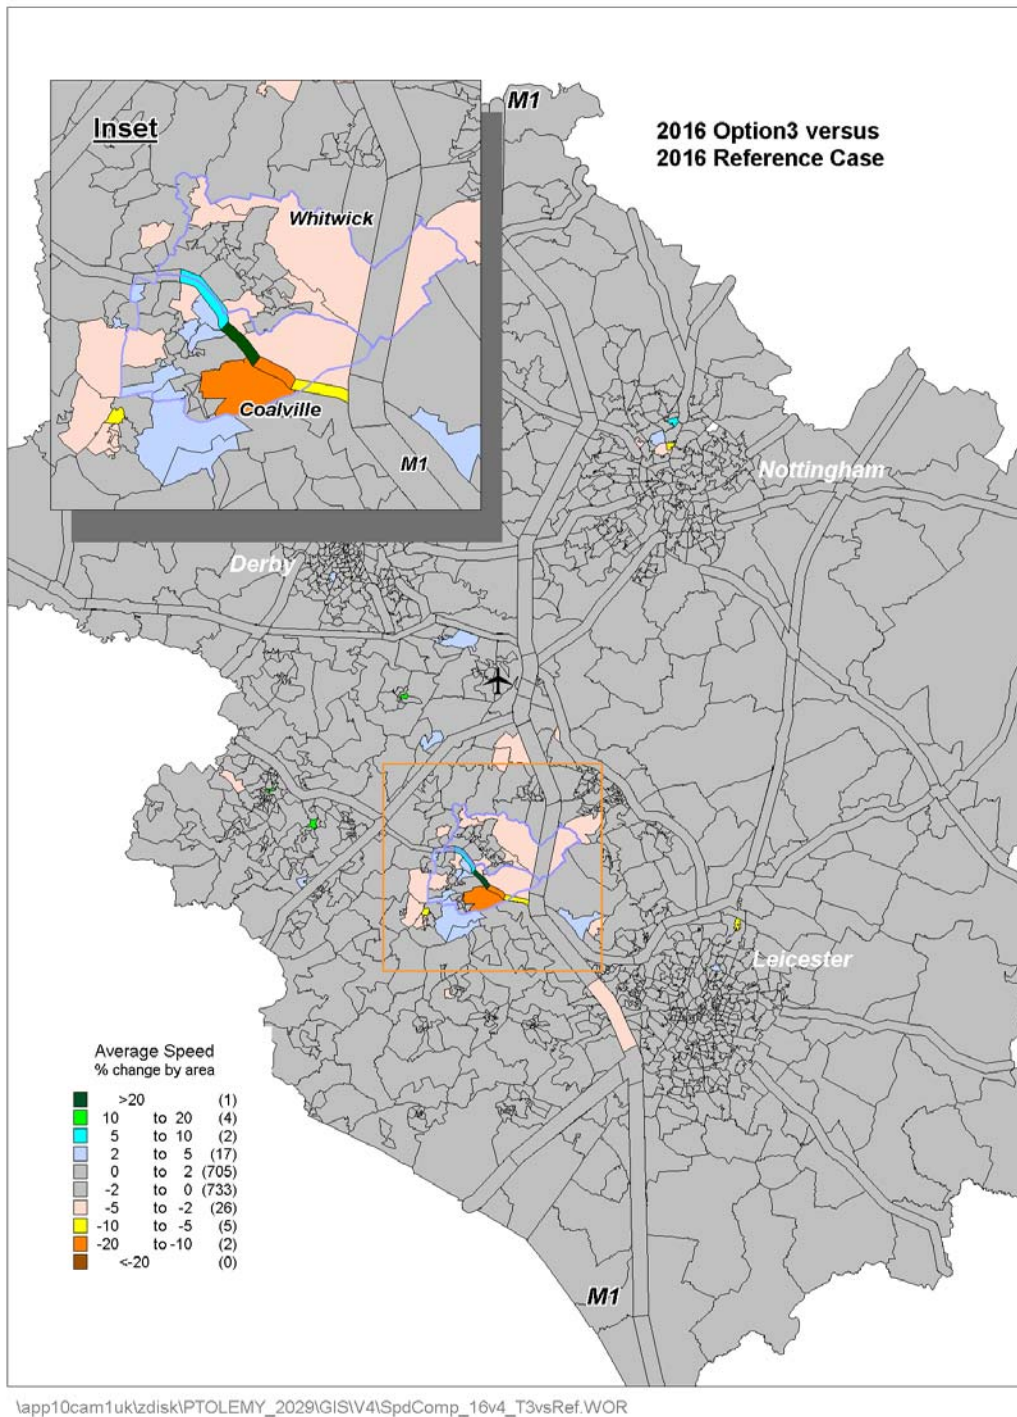 M1
2016 Option3 versus
2016 Reference Case
Inset
Whitwick
Coalville
M1
Nottingham
Derby
Leicester
Average Speed
% change by area
>20 (1)
10 to 20 (4)
5 to 10 (2)
2 to 5 (17)
0 to 2 (705)
-2 to 0 (733)
-5 to -2 (26)
-10 to -5 (5)
-20 to -10 (2)
<-20 (0)
M1
\app10cam1uk\zdisk\PTOLEMY_2029\GIS\V4\SpdComp_16v4_T3vsRef.WOR